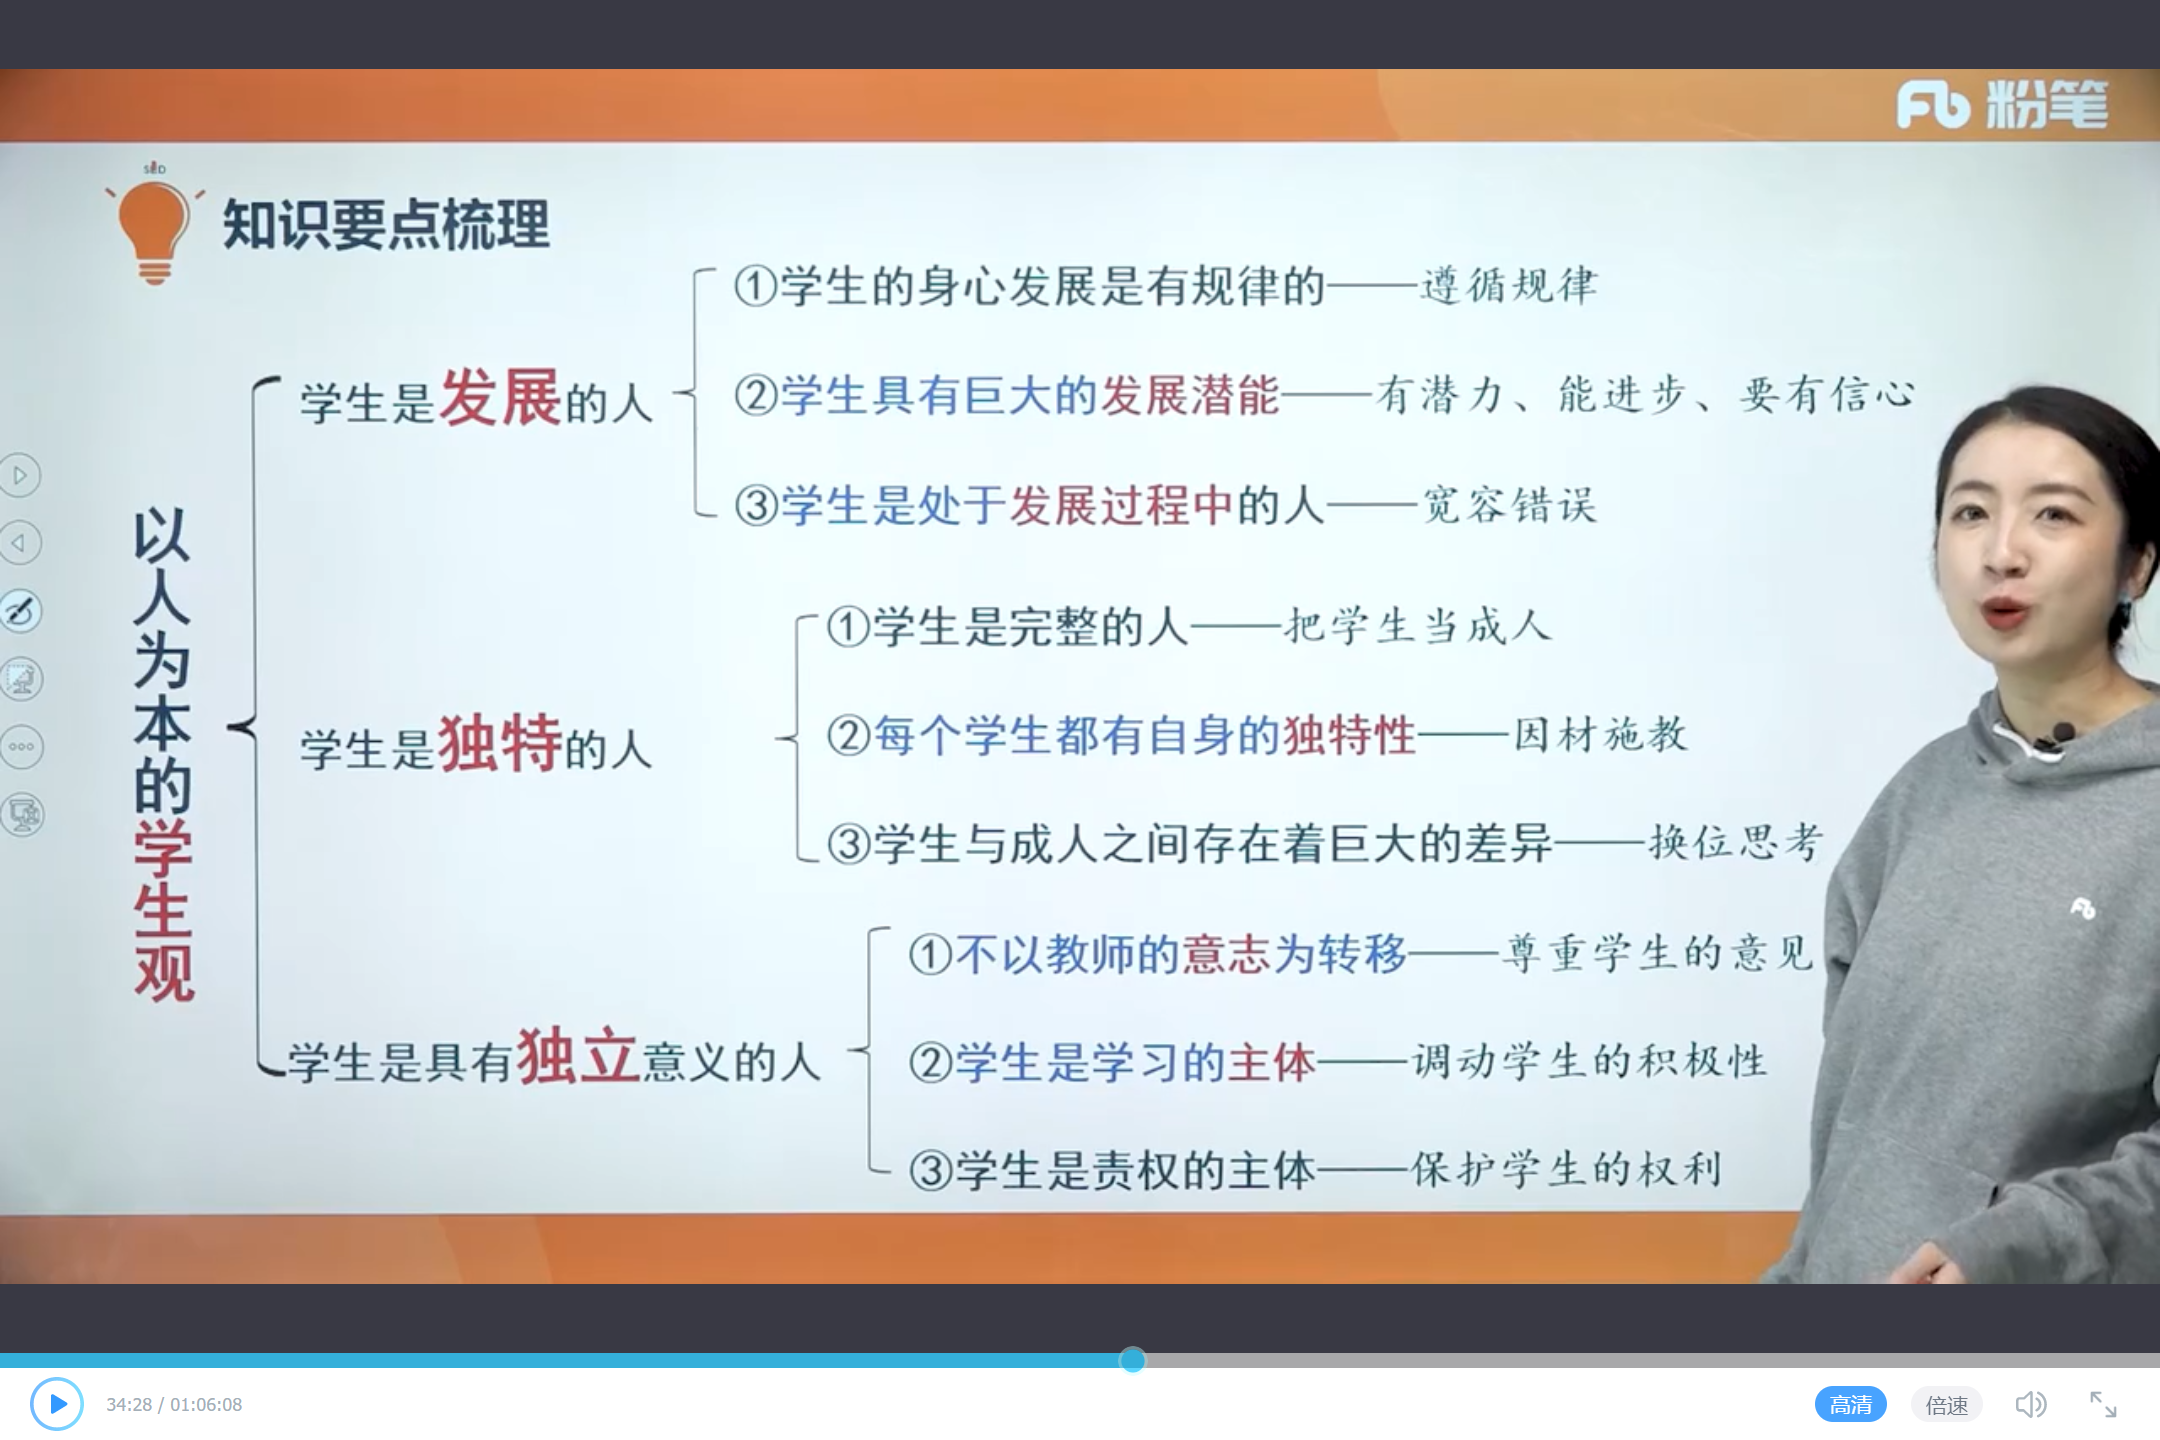 粉笔
知识要点梳理
以人为本的学生观
学生是发展的人
①学生的身心发展是有规律的——遵循规律
②学生具有巨大的发展潜能——有潜力、能进步、要有信心
③学生是处于发展过程中的人——宽容错误
学生是独特的人
①学生是完整的人——把学生当成人
②每个学生都有自身的独特性——因材施教
③学生与成人之间存在着巨大的差异——换位思考
学生是具有独立意义的人
①不以教师的意志为转移——尊重学生的意见
②学生是学习的主体——调动学生的积极性
③学生是责权的主体——保护学生的权利
34:28 / 01:06:08
高清
倍速